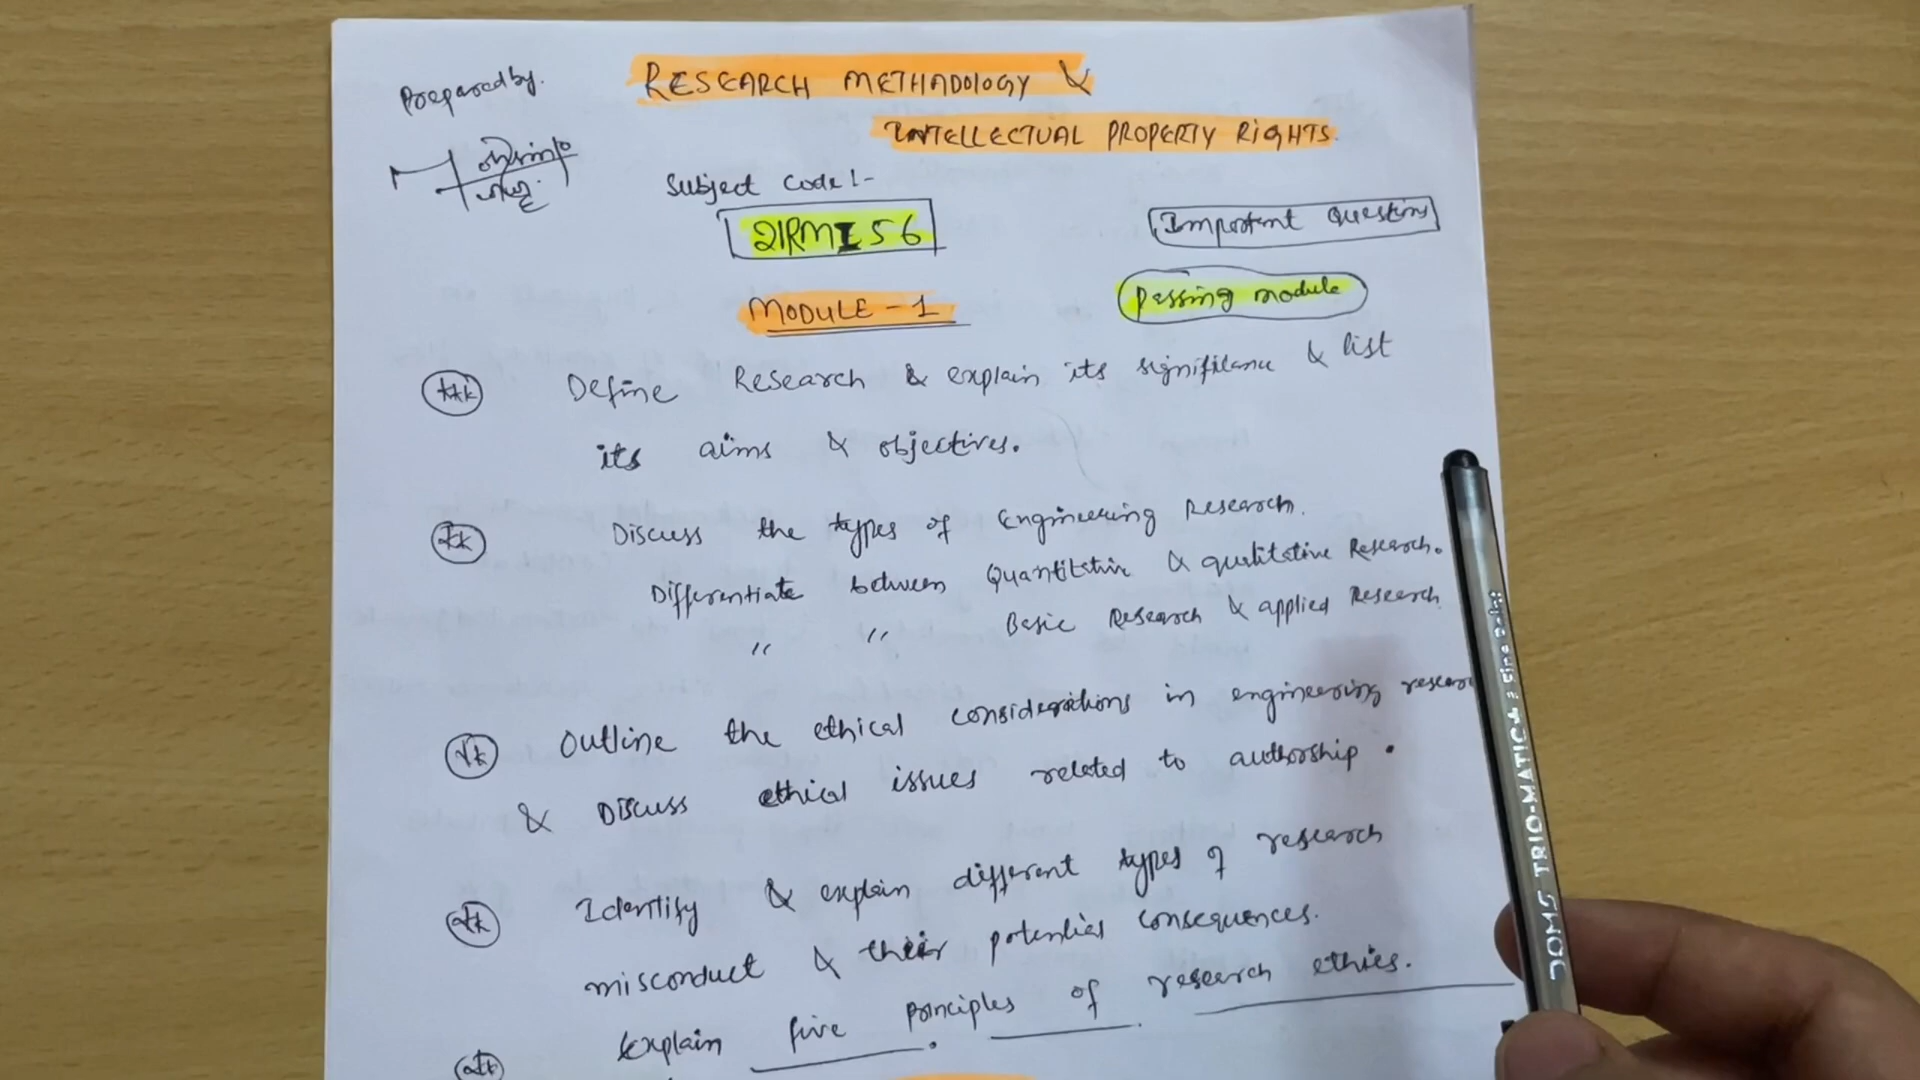 Prepared by.
RESEARCH METHADOLOGY &
INTELLECTUAL PROPERTY RIGHTS.
Subject Code :-
21RMI56
Important Questions
MODULE - 1
Passing module
Define Research & explain its significance & list
its aims & objectives.
Discuss the types of Engineering Research.
Differentiate between Quantitative & qualitative Research.
" " Basic Research & applied Research.
Outline the ethical considerations in engineering resear
& Discuss ethical issues related to authorship.
Identify & explain different types of research
misconduct & their potential consequences.
Explain five principles of research ethics.
DOMS TRIO-MATIC